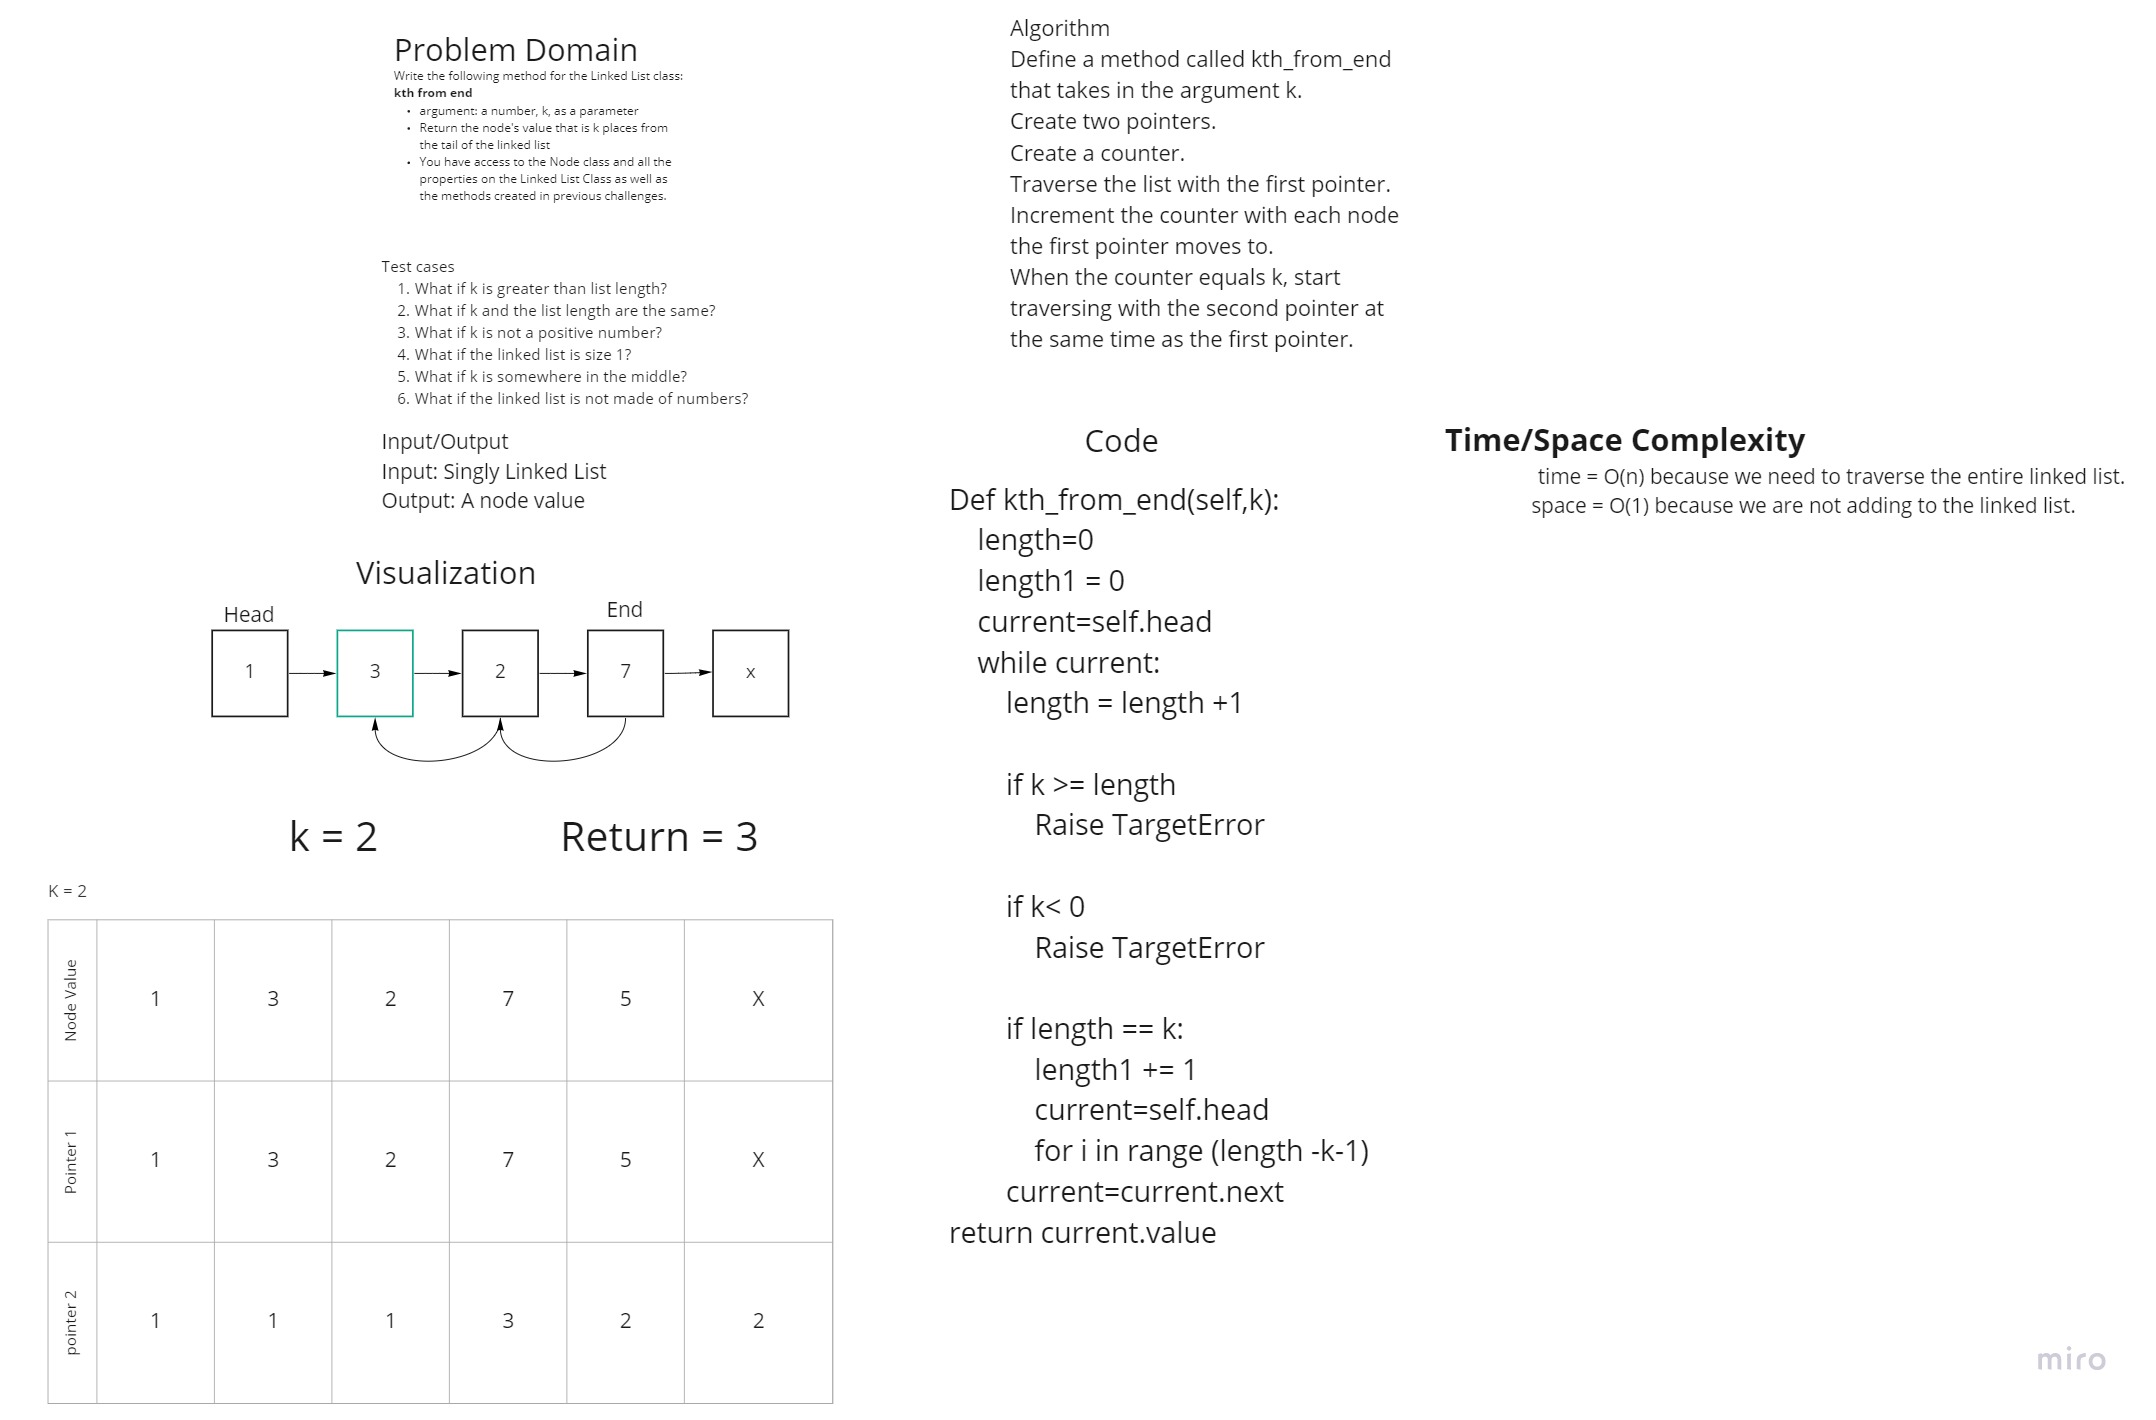 Problem Domain
Write the following method for the Linked List class:
kth from end
• argument: a number, k, as a parameter
• Return the node's value that is k places from
the tail of the linked list
• You have access to the Node class and all the
properties on the Linked List Class as well as
the methods created in previous challenges.
Test cases
1. What if k is greater than list length?
2. What if k and the list length are the same?
3. What if k is not a positive number?
4. What if the linked list is size 1?
5. What if k is somewhere in the middle?
6. What if the linked list is not made of numbers?
Input/Output
Input: Singly Linked List
Output: A node value
Visualization
Head
End
1 3 2 7 x
k = 2 Return = 3
K = 2
Node Value 1 3 2 7 5 X
Pointer 1 1 3 2 7 5 X
pointer 2 1 1 1 3 2 2
Algorithm
Define a method called kth_from_end
that takes in the argument k.
Create two pointers.
Create a counter.
Traverse the list with the first pointer.
Increment the counter with each node
the first pointer moves to.
When the counter equals k, start
traversing with the second pointer at
the same time as the first pointer.
Code
Def kth_from_end(self,k):
length=0
length1 = 0
current=self.head
while current:
length = length +1
if k >= length
Raise TargetError
if k< 0
Raise TargetError
if length == k:
length1 += 1
current=self.head
for i in range (length -k-1)
current=current.next
return current.value
Time/Space Complexity
time = O(n) because we need to traverse the entire linked list.
space = O(1) because we are not adding to the linked list.
miro